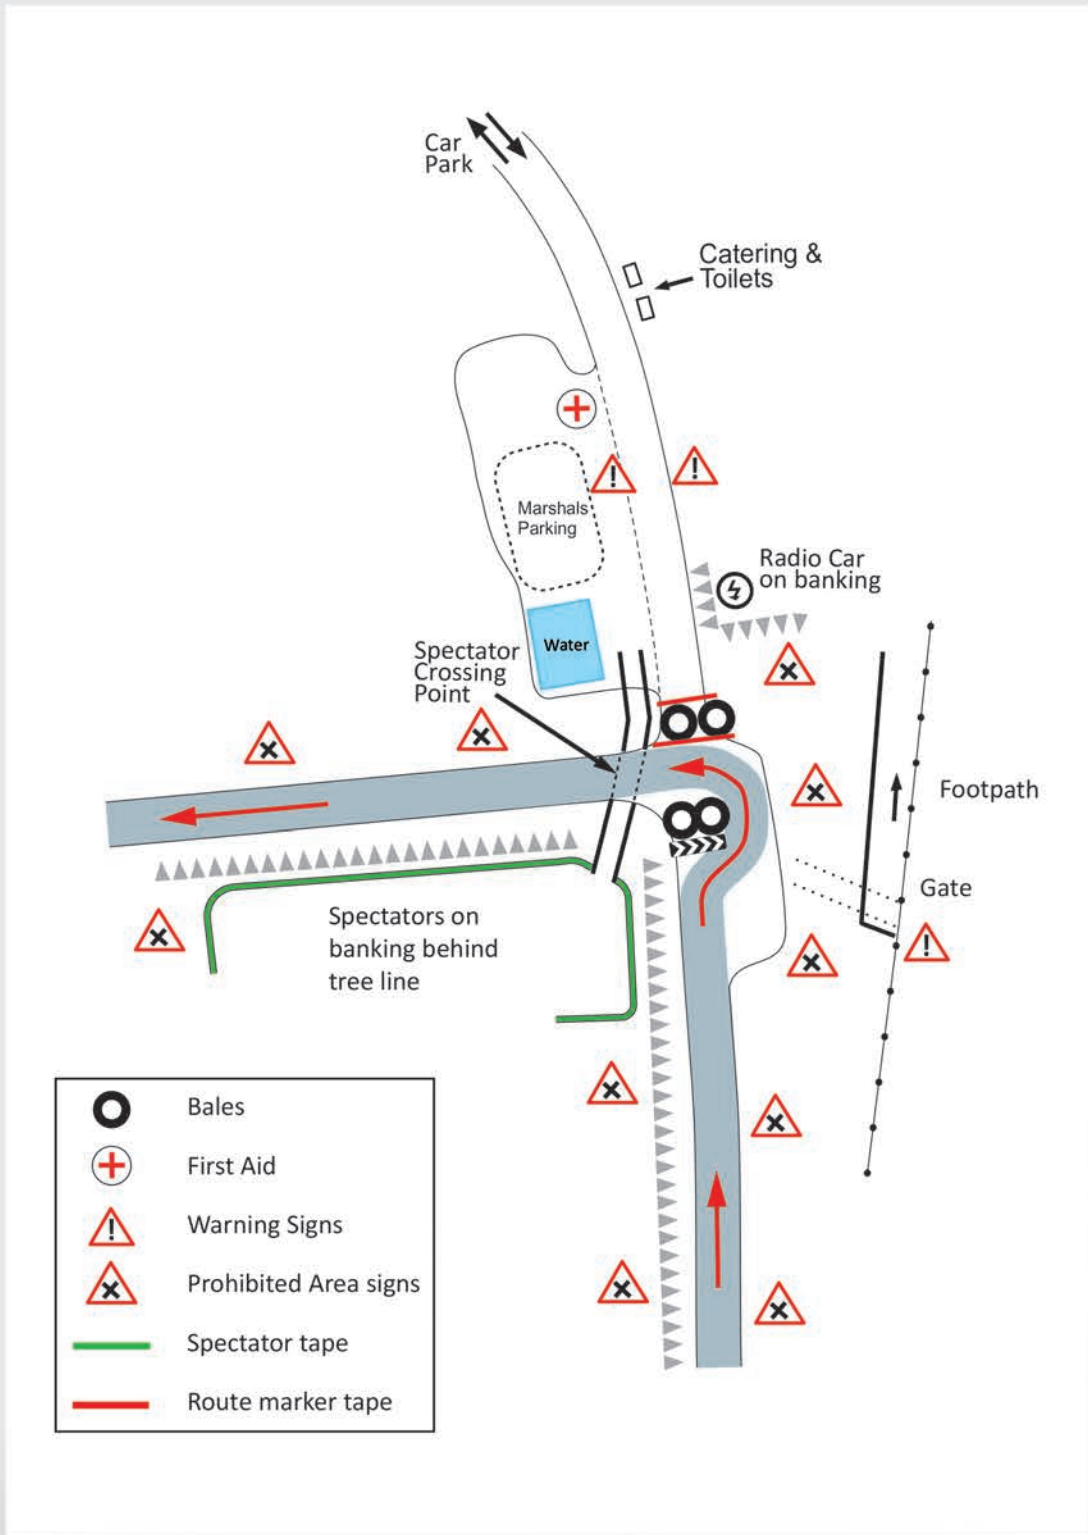 Car
Park
Catering &
Toilets
Marshals
Parking
Radio Car
on banking
Water
Spectator
Crossing
Point
Footpath
Gate
Spectators on
banking behind
tree line
Bales
First Aid
Warning Signs
Prohibited Area signs
Spectator tape
Route marker tape